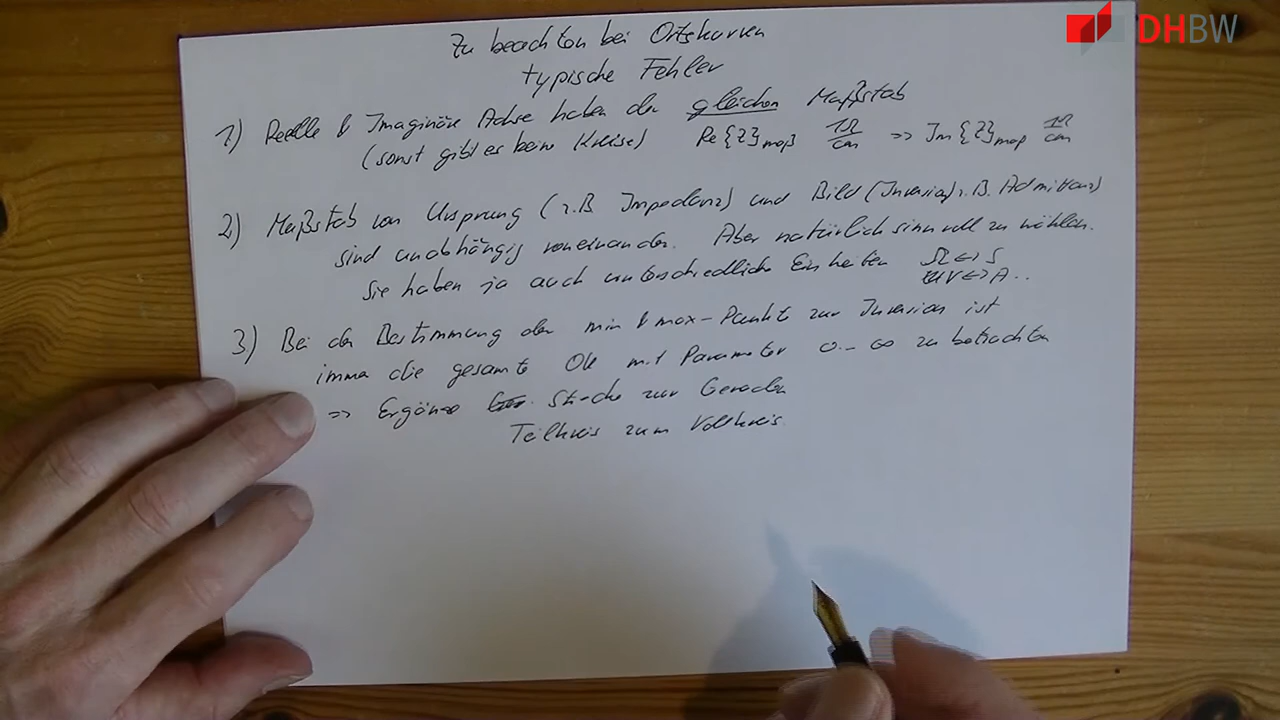 DHBW
Zu beachten bei Ortskurven
typische Fehler
1) Reelle & Imaginäre Achse haben den gleichen Maßstab
(sonst gibt es keine Kreise) Re{Z}maß 1Ω/cm => Im{Z}maß 1Ω/cm
2) Maßstab von Ursprung (z.B Impedanz) und Bild (Inversion) z.B. Admittanz)
sind unabhängig voneinander. Aber natürlich sinnvoll zu wählen.
Sie haben ja auch unterschiedliche Einheiten Ω <=> S
V <=> A ..
3) Bei der Bestimmung der min & max-Punkt zur Inversion ist
immer die gesamte OK mit Parameter 0... ∞ zu betrachten
=> Ergänze Strecke zur Geraden
Teilkreis zum Vollkreis.